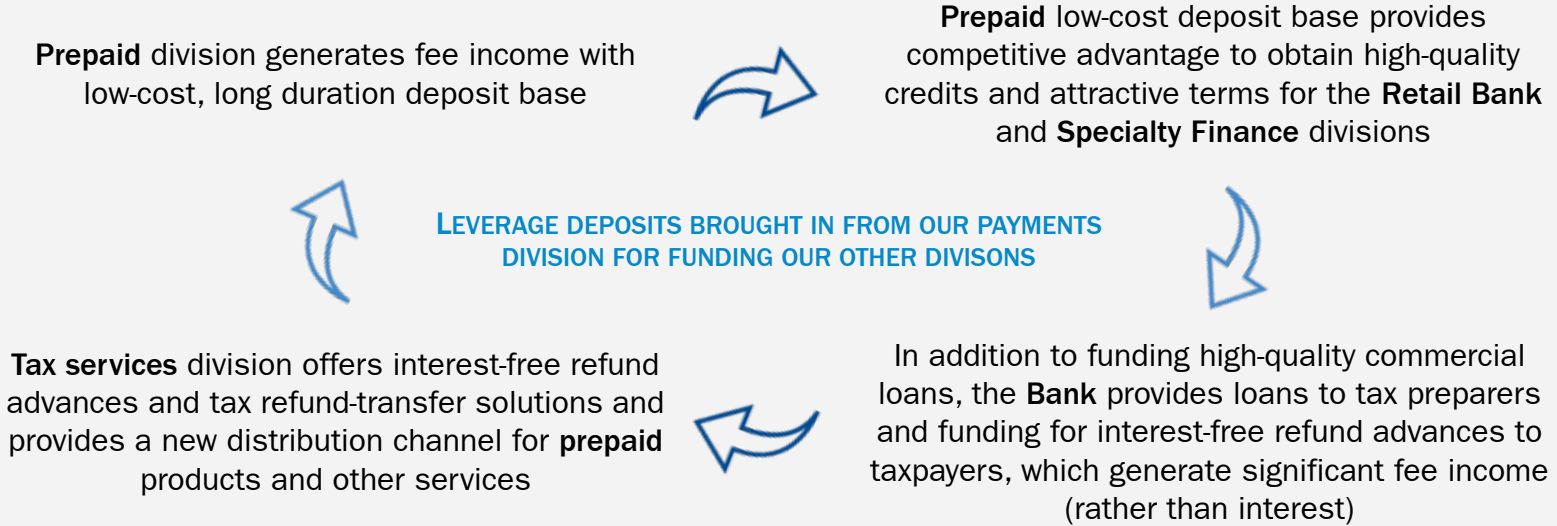 Prepaid division generates fee income with
low-cost, long duration deposit base
Prepaid low-cost deposit base provides
competitive advantage to obtain high-quality
credits and attractive terms for the Retail Bank
and Specialty Finance divisions
LEVERAGE DEPOSITS BROUGHT IN FROM OUR PAYMENTS
DIVISION FOR FUNDING OUR OTHER DIVISONS
Tax services division offers interest-free refund
advances and tax refund-transfer solutions and
provides a new distribution channel for prepaid
products and other services
In addition to funding high-quality commercial
loans, the Bank provides loans to tax preparers
and funding for interest-free refund advances to
taxpayers, which generate significant fee income
(rather than interest)